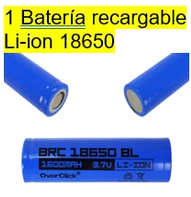 1 Batería recargable
Li-ion 18650
BRC 18650 BL
1600MAH 3.7V LI-ION
OverClick